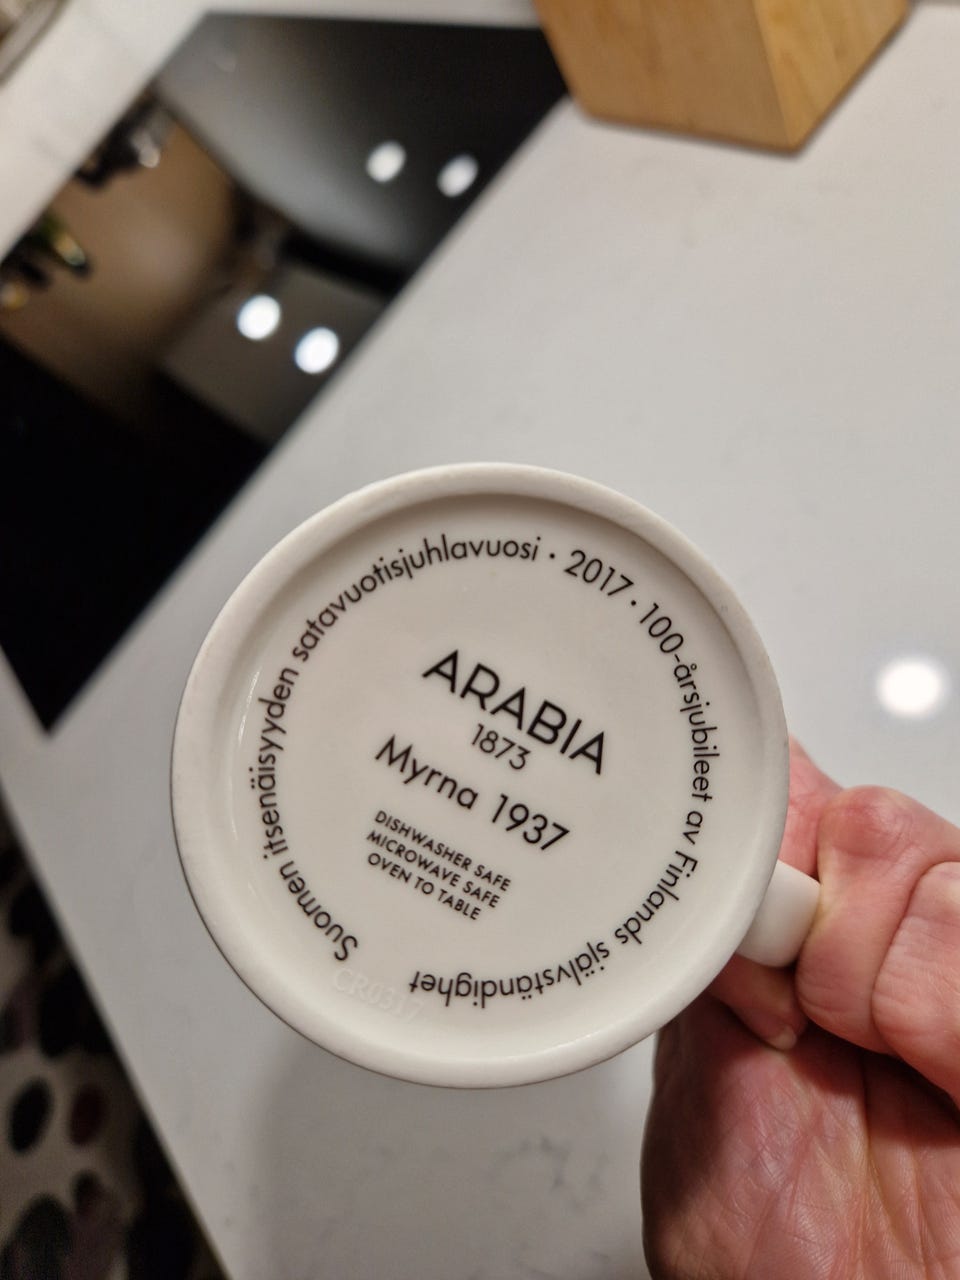 Suomen itsenäisyyden satavuotisjuhlavuosi · 2017 · 100-årsjubileet av Finlands självständighet
ARABIA
1873
Myrna 1937
DISHWASHER SAFE
MICROWAVE SAFE
OVEN TO TABLE
CR0317